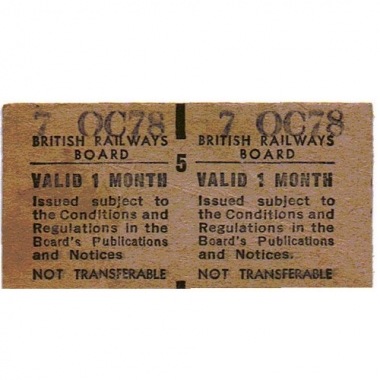 7 OC78
BRITISH RAILWAYS
BOARD
VALID 1 MONTH
Issued subject to
the Conditions and
Regulations in the
Board's Publications
and Notices
NOT TRANSFERABLE
5
7 OC78
BRITISH RAILWAYS
BOARD
VALID 1 MONTH
Issued subject to
the Conditions and
Regulations in the
Board's Publications
and Notices.
NOT TRANSFERABLE